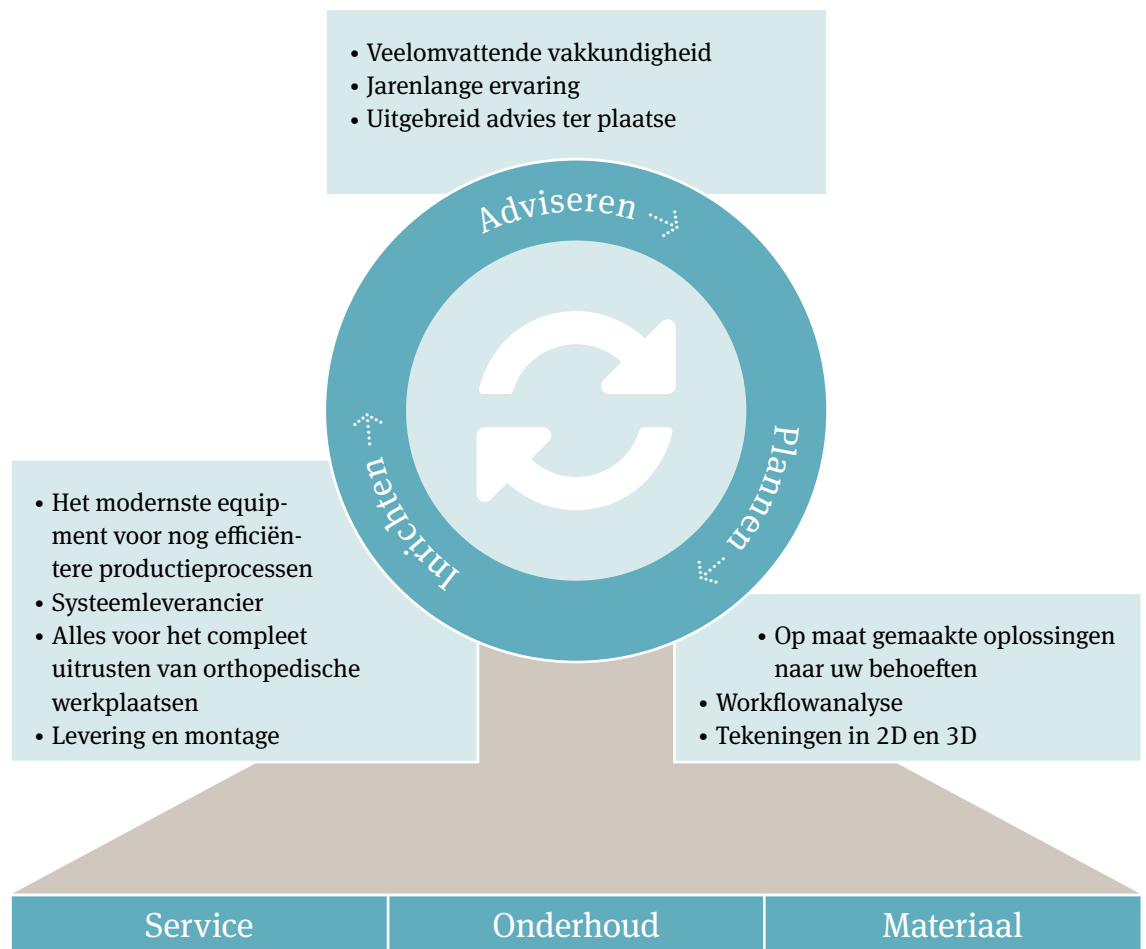 • Veelomvattende vakkundigheid
• Jarenlange ervaring
• Uitgebreid advies ter plaatse
Adviseren
Plannen
Inrichten
• Het modernste equip-
ment voor nog efficiën-
tere productieprocessen
• Systeemleverancier
• Alles voor het compleet
uitrusten van orthopedische
werkplaatsen
• Levering en montage
• Op maat gemaakte oplossingen
naar uw behoeften
• Workflowanalyse
• Tekeningen in 2D en 3D
Service
Onderhoud
Materiaal